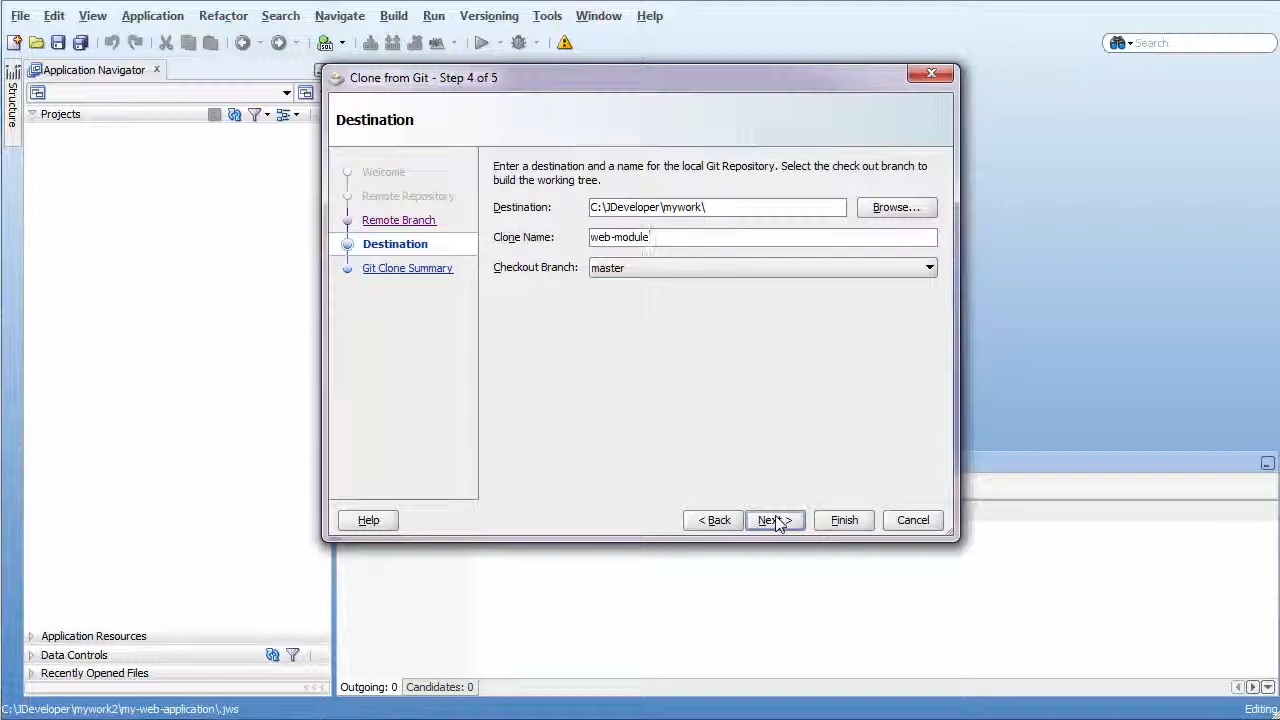 File Edit View Application Refactor Search Navigate Build Run Versioning Tools Window Help
SQL
Search
Application Navigator
Structure
Projects
Clone from Git - Step 4 of 5
Destination
Welcome
Remote Repository
Remote Branch
Destination
Git Clone Summary
Enter a destination and a name for the local Git Repository. Select the check out branch to
build the working tree.
Destination: C:\JDeveloper\mywork\ Browse...
Clone Name: web-module
Checkout Branch: master
Help < Back Next > Finish Cancel
Application Resources
Data Controls
Recently Opened Files
Outgoing: 0 Candidates: 0
C:\JDeveloper\mywork2\my-web-application\.jws Editing